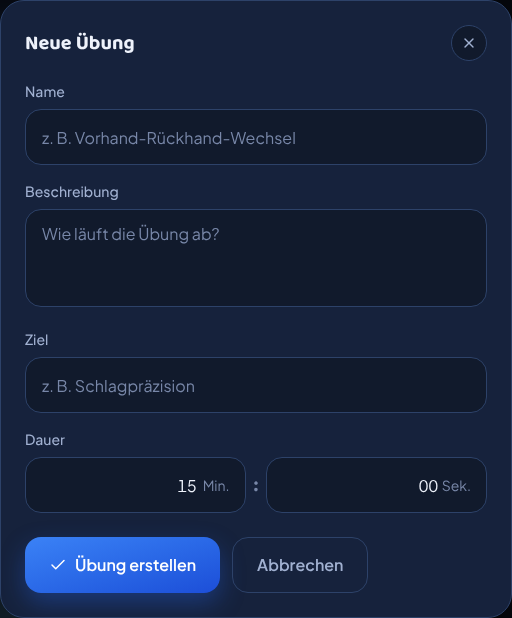 Neue Übung
Name
z. B. Vorhand-Rückhand-Wechsel
Beschreibung
Wie läuft die Übung ab?
Ziel
z. B. Schlagpräzision
Dauer
15 Min. : 00 Sek.
Übung erstellen Abbrechen